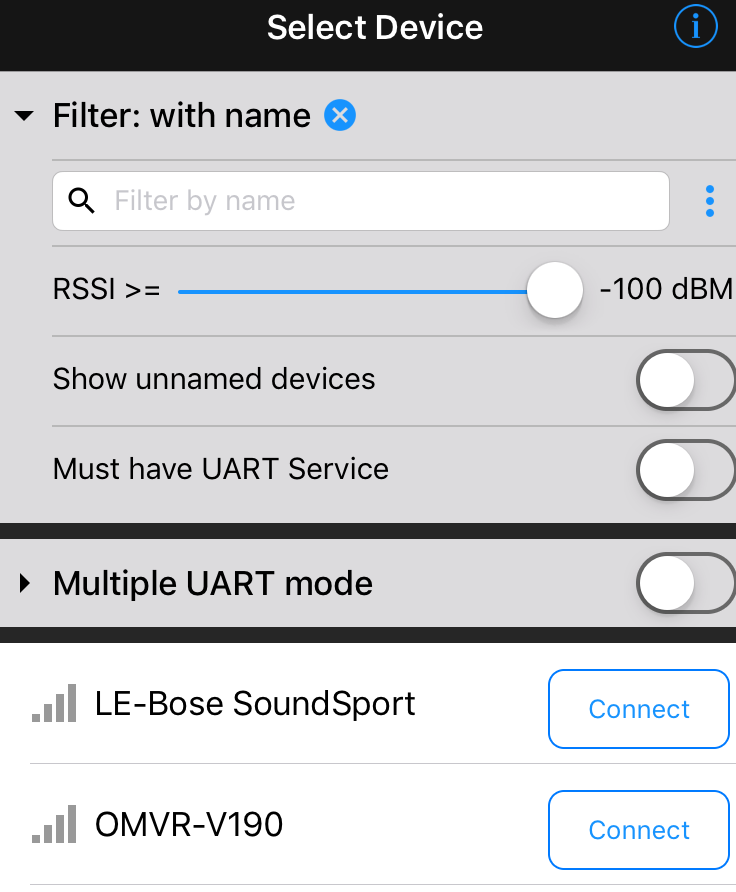 Select Device
Filter: with name
Filter by name
RSSI >= -100 dBM
Show unnamed devices
Must have UART Service
Multiple UART mode
LE-Bose SoundSport Connect
OMVR-V190 Connect